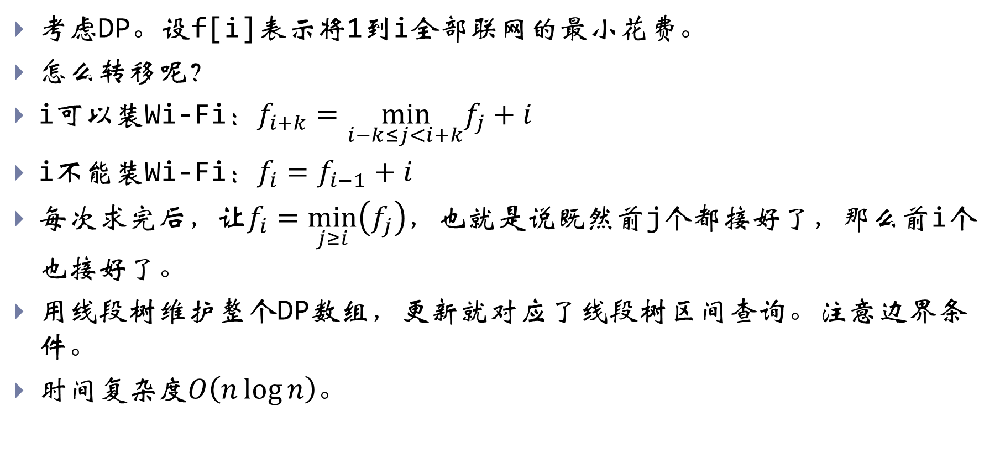 考虑DP。设f[i]表示将1到i全部联网的最小花费。
怎么转移呢?
i可以装Wi-Fi: $f_{i+k} = \min_{i-k≤j<i+k} f_j + i$
i不能装Wi-Fi: $f_i = f_{i-1} + i$
每次求完后，让$f_i = \min_{j≥i}(f_j)$，也就是说既然前j个都接好了，那么前i个
也接好了。
用线段树维护整个DP数组，更新就对应了线段树区间查询。注意边界条
件。
时间复杂度$O(n \log n)$。